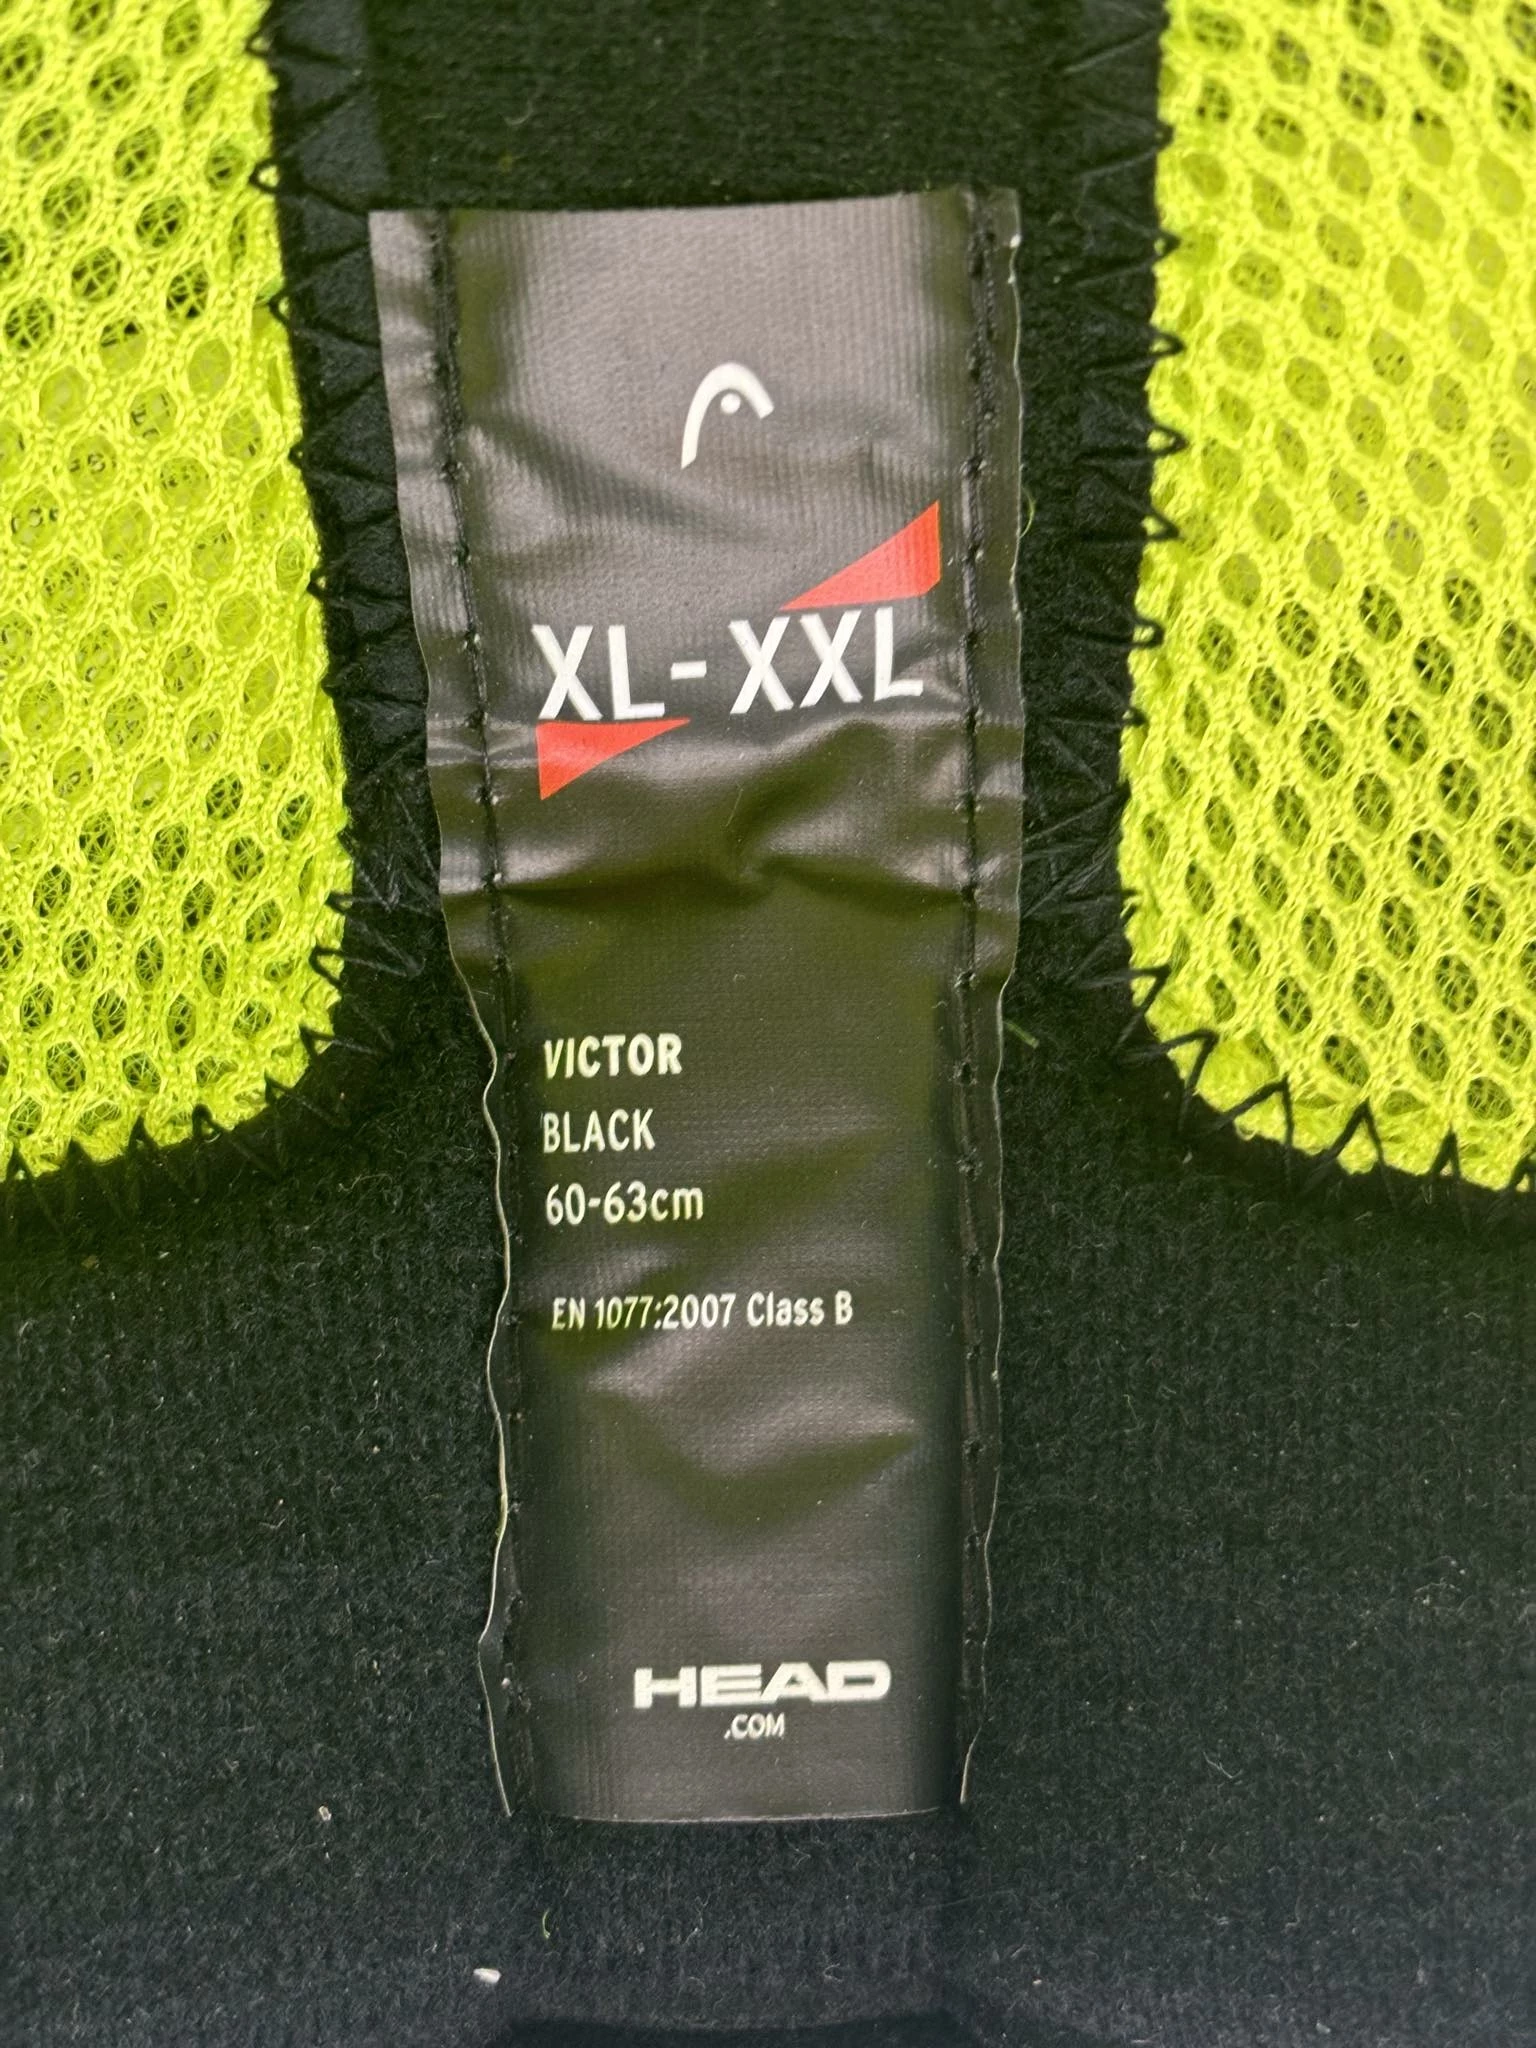 XL-XXL
VICTOR
BLACK
60-63cm
EN 1077:2007 Class B
HEAD
.COM